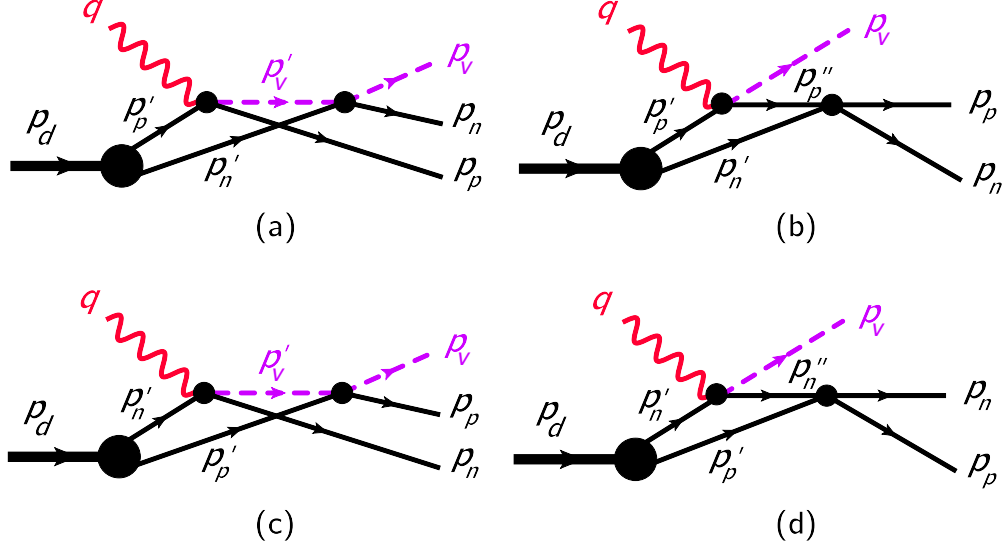 q p_v q p_v
p_v' p_p''
p_d p_p' p_n p_d p_p' p_p
p_n' p_p p_n' p_n
(a) (b)
q p_v q p_v
p_v' p_n''
p_d p_n' p_p p_d p_n' p_n
p_p' p_n p_p' p_p
(c) (d)